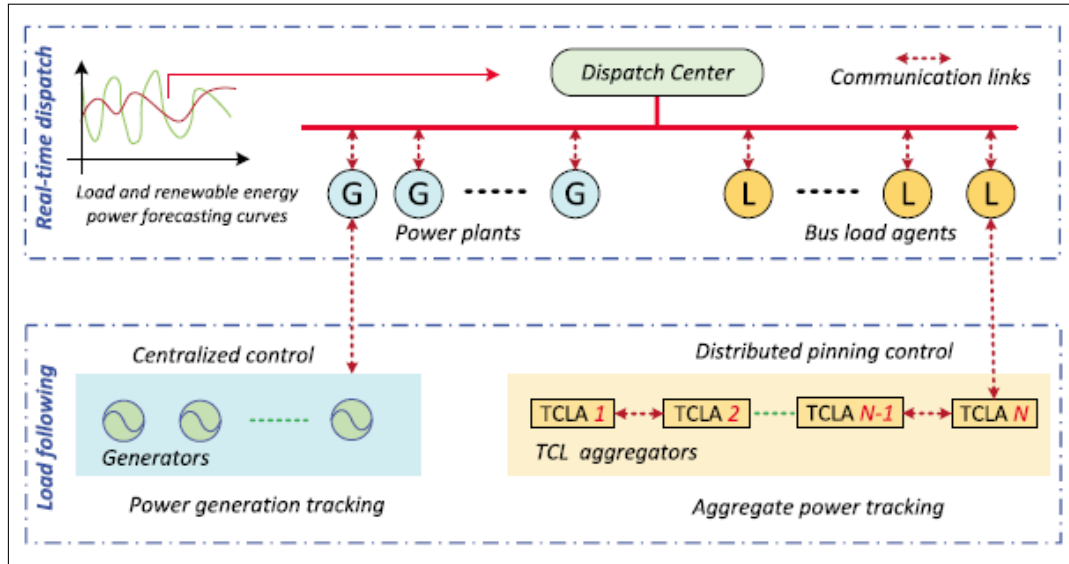 Real-time dispatch
Dispatch Center
Communication links
Load and renewable energy
power forecasting curves
G
G
G
L
L
L
Power plants
Bus load agents
Load following
Centralized control
Distributed pinning control
TCLA 1
TCLA 2
TCLA N-1
TCLA N
Generators
TCL aggregators
Power generation tracking
Aggregate power tracking